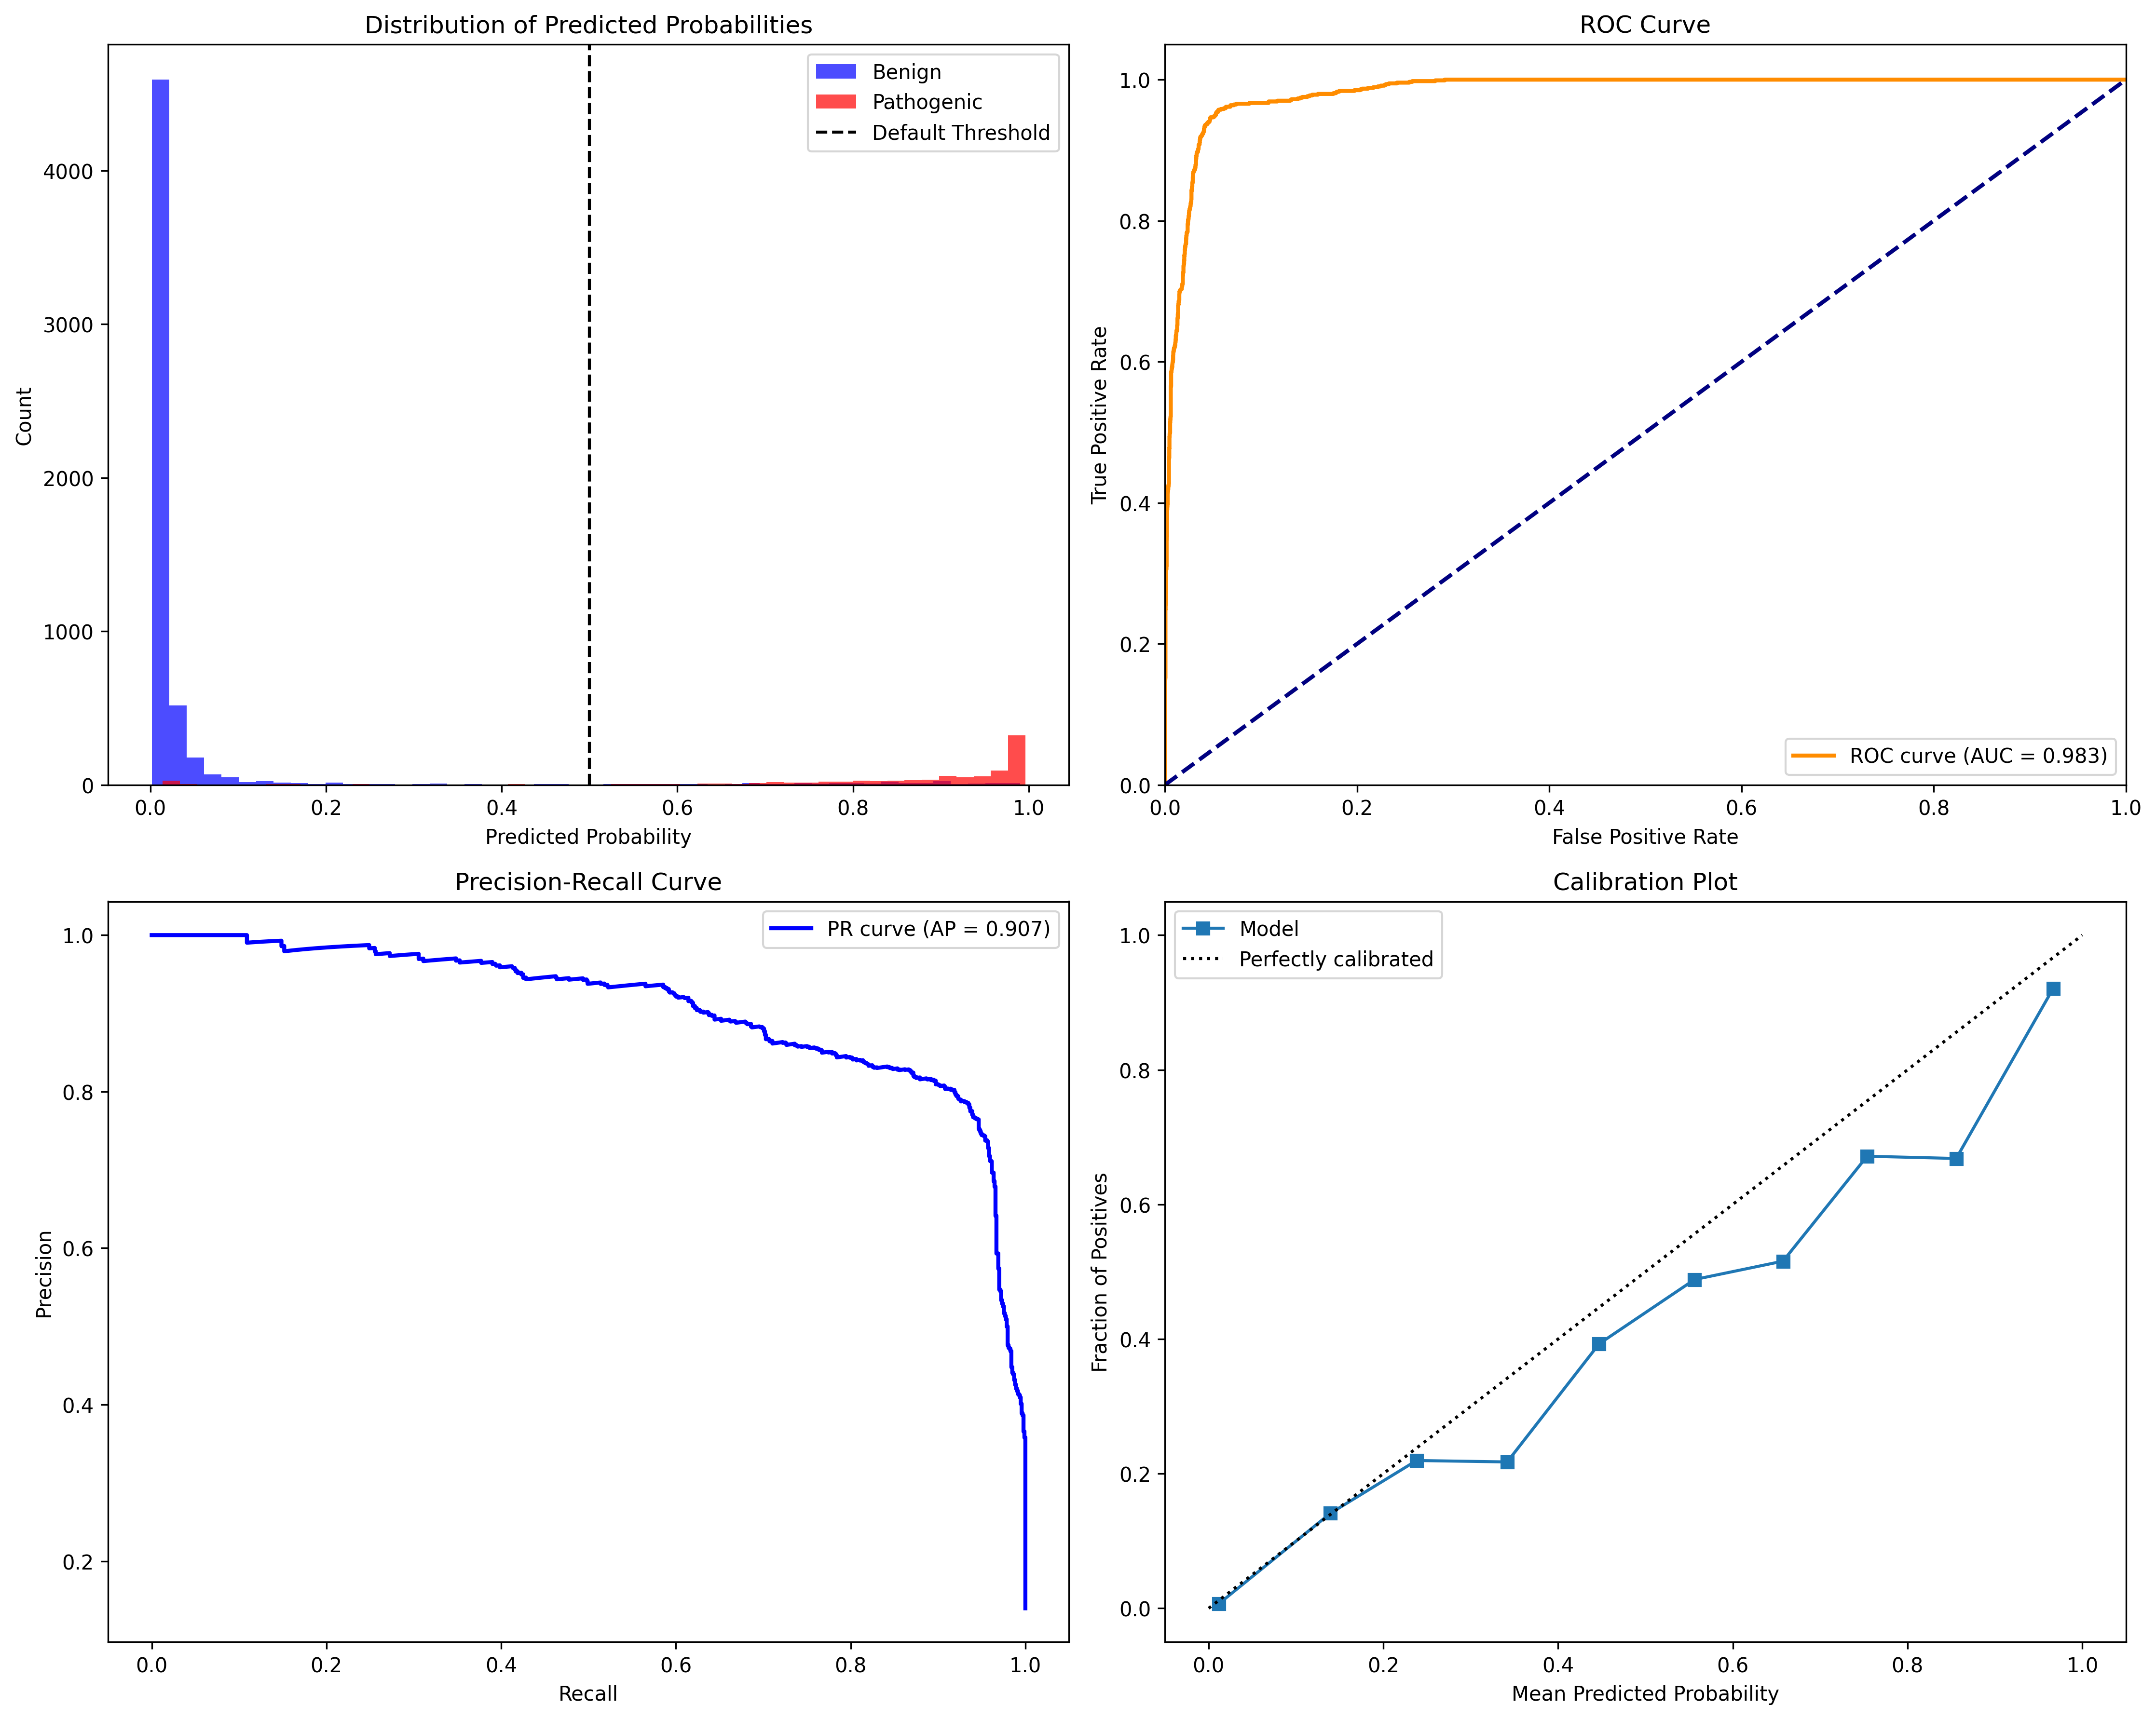 Distribution of Predicted Probabilities
Benign
Pathogenic
Default Threshold
Count
4000
3000
2000
1000
0
0.0 0.2 0.4 0.6 0.8 1.0
Predicted Probability
ROC Curve
True Positive Rate
1.0
0.8
0.6
0.4
0.2
0.0
ROC curve (AUC = 0.983)
0.0 0.2 0.4 0.6 0.8 1.0
False Positive Rate
Precision-Recall Curve
PR curve (AP = 0.907)
Precision
1.0
0.8
0.6
0.4
0.2
0.0 0.2 0.4 0.6 0.8 1.0
Recall
Calibration Plot
Model
Perfectly calibrated
Fraction of Positives
1.0
0.8
0.6
0.4
0.2
0.0
0.0 0.2 0.4 0.6 0.8 1.0
Mean Predicted Probability